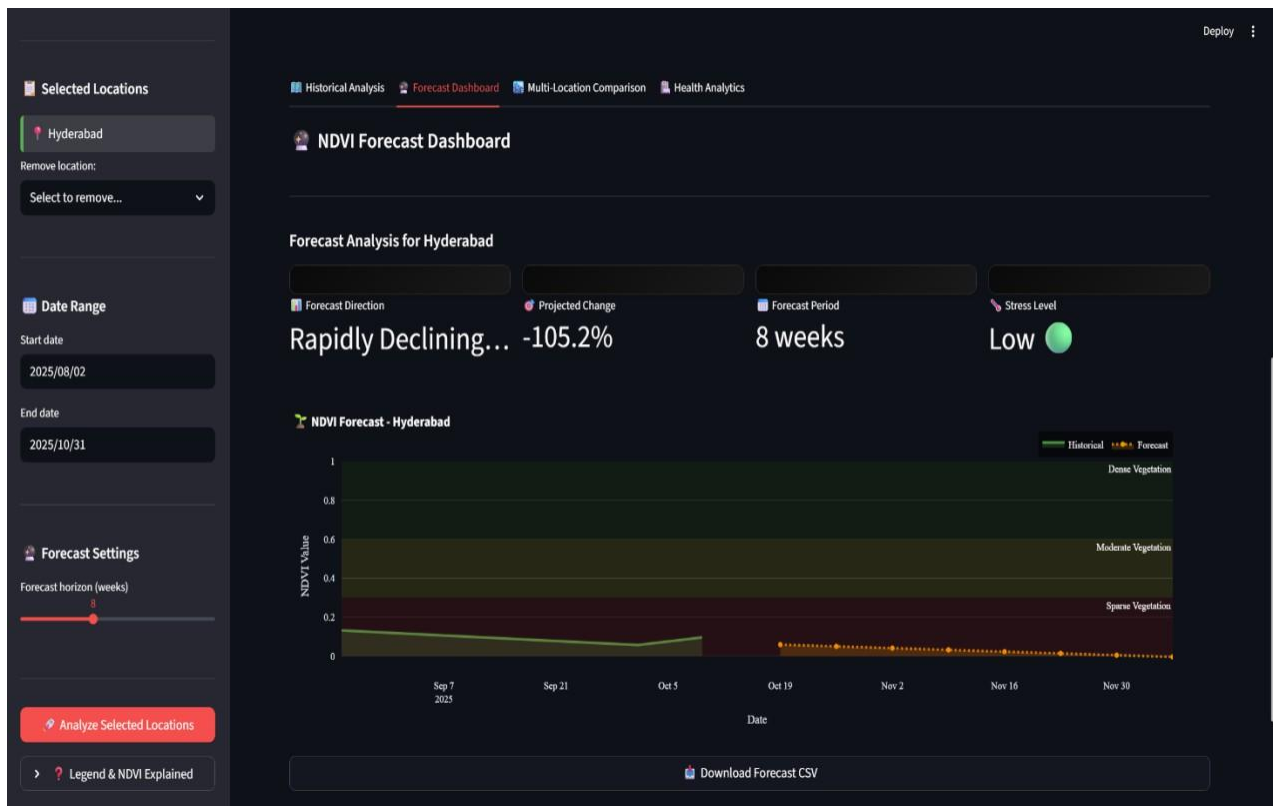 Deploy
Selected Locations
Hyderabad
Remove location:
Select to remove...
Date Range
Start date
2025/08/02
End date
2025/10/31
Forecast Settings
Forecast horizon (weeks)
8
Analyze Selected Locations
Legend & NDVI Explained
Historical Analysis Forecast Dashboard Multi-Location Comparison Health Analytics
NDVI Forecast Dashboard
Forecast Analysis for Hyderabad
Forecast Direction Projected Change Forecast Period Stress Level
Rapidly Declining... -105.2% 8 weeks Low
NDVI Forecast - Hyderabad
Historical Forecast
1
Dense Vegetation
0.8
0.6
Moderate Vegetation
0.4
Sparse Vegetation
0.2
0
NDVI Value
Sep 7 Sep 21 Oct 5 Oct 19 Nov 2 Nov 16 Nov 30
2025
Date
Download Forecast CSV